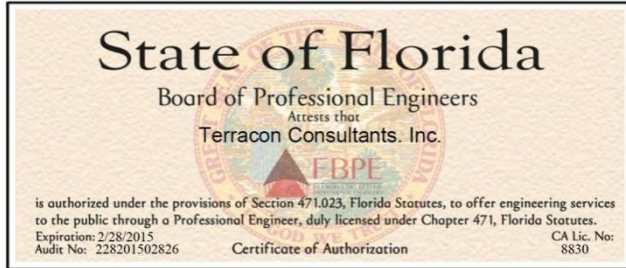 State of Florida
Board of Professional Engineers
Attests that
Terracon Consultants. Inc.
FBPE
is authorized under the provisions of Section 471.023, Florida Statutes, to offer engineering services
to the public through a Professional Engineer, duly licensed under Chapter 471, Florida Statutes.
Expiration: 2/28/2015
Audit No: 228201502826
Certificate of Authorization
CA Lic. No:
8830